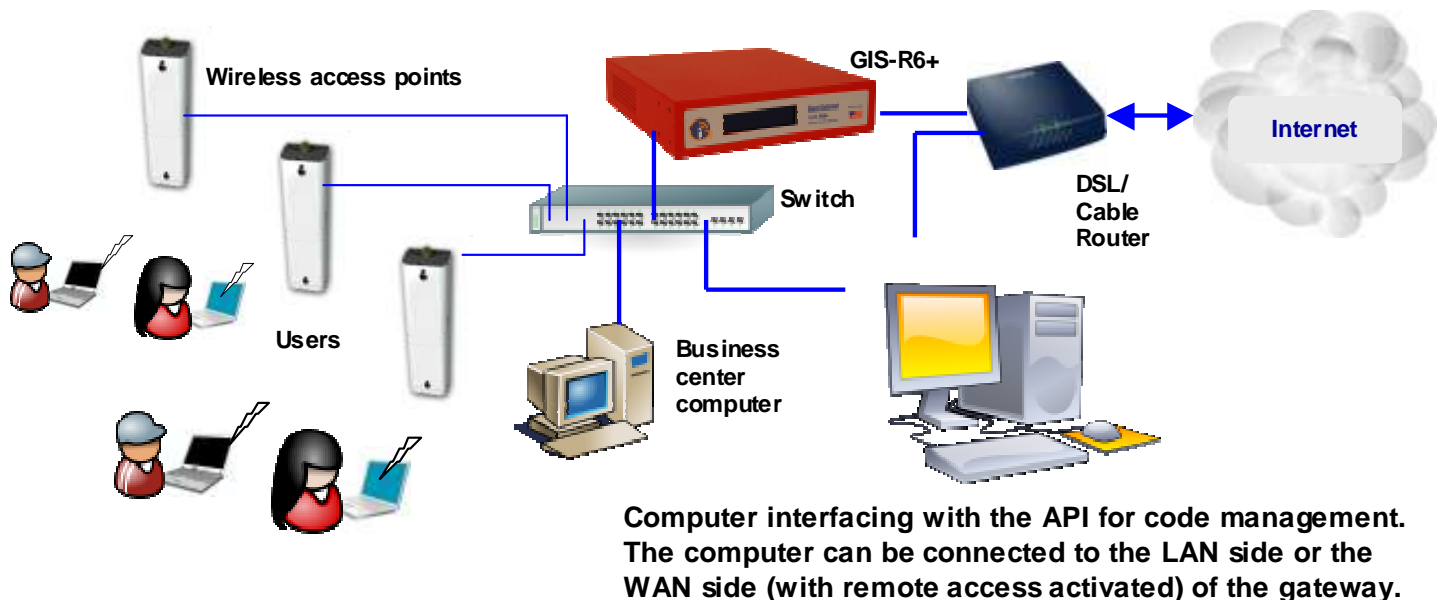 Wireless access points
GIS-R6+
Internet
Switch
DSL/
Cable
Router
Users
Business
center
computer
Computer interfacing with the API for code management.
The computer can be connected to the LAN side or the
WAN side (with remote access activated) of the gateway.